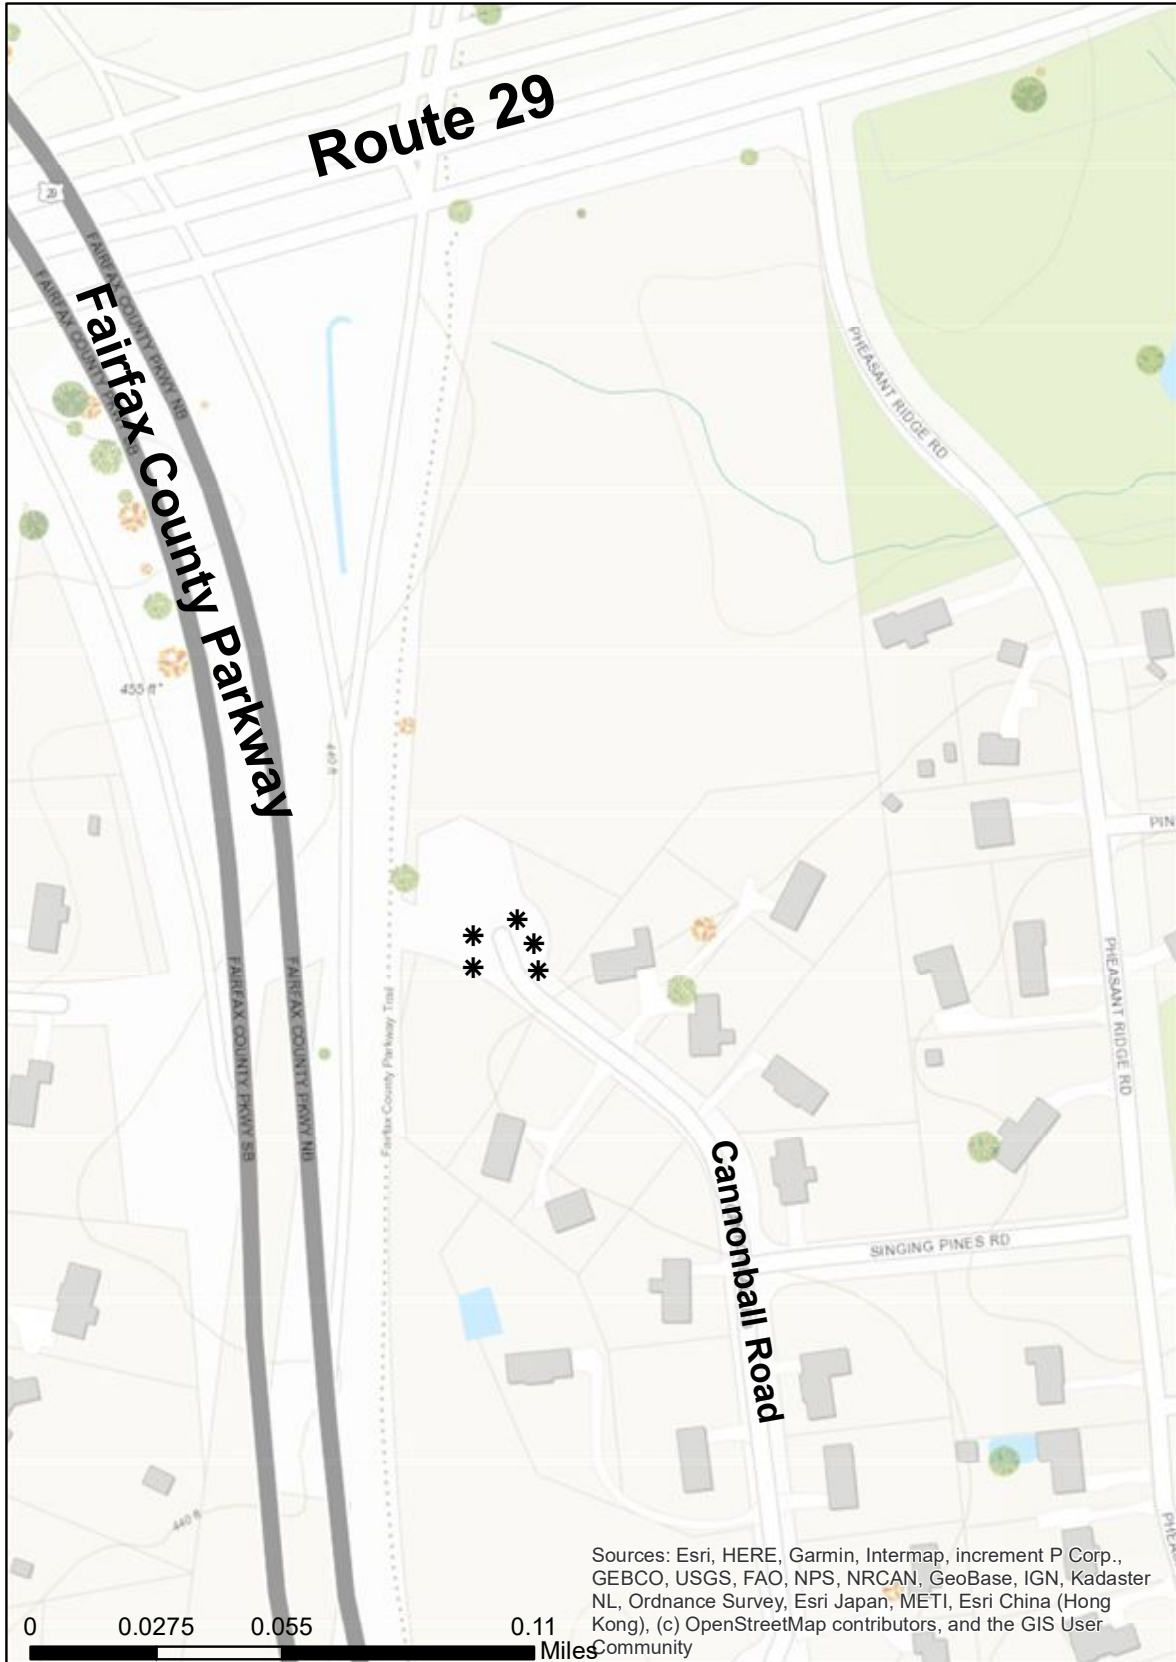 Route 29
29
FAIRFAX COUNTY PKWY NB
Fairfax County Parkway
PHEASANT RIDGE RD
455 ft
440 ft
PIN
FAIRFAX COUNTY PKWY SB
FAIRFAX COUNTY PKWY NB
Fairfax County Parkway Trail
PHEASANT RIDGE RD
Cannonball Road
SINGING PINES RD
440 ft
PHEA
Sources: Esri, HERE, Garmin, Intermap, increment P Corp.,
GEBCO, USGS, FAO, NPS, NRCAN, GeoBase, IGN, Kadaster
NL, Ordnance Survey, Esri Japan, METI, Esri China (Hong
Kong), (c) OpenStreetMap contributors, and the GIS User
Community
0 0.0275 0.055 0.11
Miles